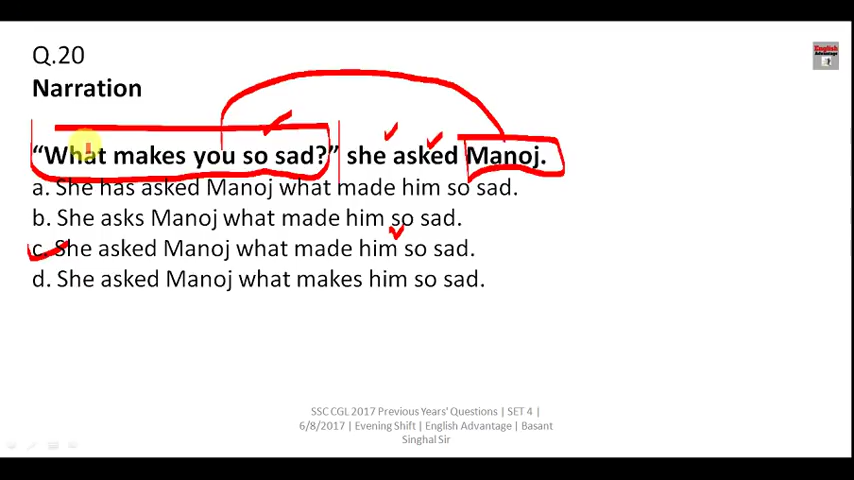 Q.20
English
Advantage
Narration
“What makes you so sad?” she asked Manoj.
a. She has asked Manoj what made him so sad.
b. She asks Manoj what made him so sad.
c. She asked Manoj what made him so sad.
d. She asked Manoj what makes him so sad.
SSC CGL 2017 Previous Years' Questions | SET 4 |
6/8/2017 | Evening Shift | English Advantage | Basant
Singhal Sir